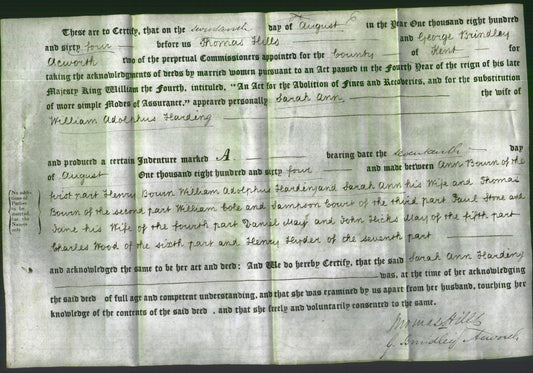 These are to Certify, that on the seventeenth day of August in the Year One thousand eight hundred
and sixty four before us Thomas Hills and George Brindley
Acworth two of the perpetual Commissioners appointed for the County of Kent for
taking the acknowledgments of deeds by married women pursuant to an Act passed in the Fourth Year of the reign of his late
Majesty King William the Fourth, intituled, "An Act for the Abolition of Fines and Recoveries, and for the substitution
of more simple Modes of Assurance." appeared personally Sarah Ann the wife of
William Adolphus Harding
and produced a certain Indenture marked A. bearing date the seventeenth day
of August One thousand eight hundred and sixty four and made between Ann Bourn of the
first part Henry Bourn William Adolphus Harding and Sarah Ann his Wife and Thomas
Bourn of the second part William Cole and Sampson Court of the third part Paul Stone and
Jane his Wife of the fourth part Daniel May and John Hicks May of the fifth part
Charles Wood of the sixth part and Henry Hyder of the seventh part
and acknowledged the same to be her act and deed: And We do hereby Certify, that the said Sarah Ann Harding
was, at the time of her acknowledging
the said deed of full age and competent understanding, and that she was examined by us apart from her husband, touching her
knowledge of the contents of the said deed, and that she freely and voluntarily consented to the same.
Thomas Hills
G. Brindley Acworth